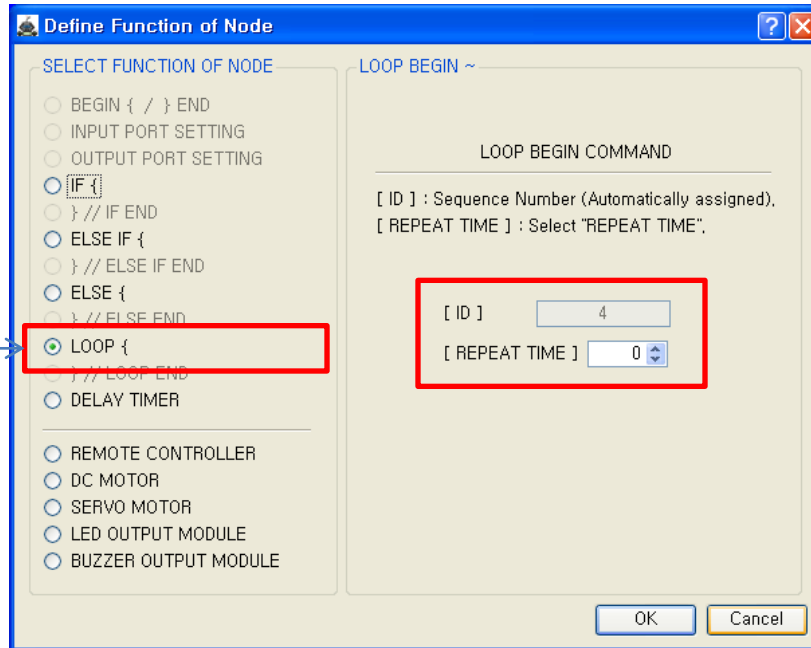 Define Function of Node
SELECT FUNCTION OF NODE
BEGIN { / } END
INPUT PORT SETTING
OUTPUT PORT SETTING
IF {
} // IF END
ELSE IF {
} // ELSE IF END
ELSE {
} // ELSE END
LOOP {
} // LOOP END
DELAY TIMER
REMOTE CONTROLLER
DC MOTOR
SERVO MOTOR
LED OUTPUT MODULE
BUZZER OUTPUT MODULE
LOOP BEGIN ~
LOOP BEGIN COMMAND
[ ID ] : Sequence Number (Automatically assigned),
[ REPEAT TIME ] : Select "REPEAT TIME",
[ ID ] 4
[ REPEAT TIME ] 0
OK Cancel